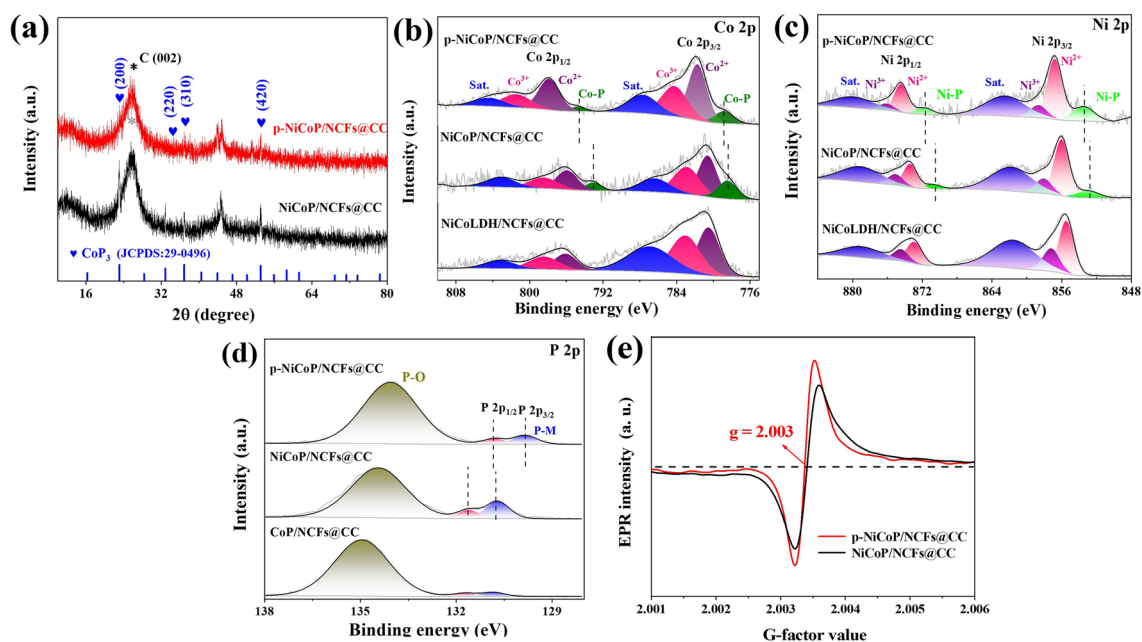 (a)
C (002)
*
(200)
(220)
(310)
(420)
p-NiCoP/NCFs@CC
NiCoP/NCFs@CC
♥ CoP₃ (JCPDS:29-0496)
Intensity (a.u.)
16 32 48 64 80
2θ (degree)
(b)
Co 2p
p-NiCoP/NCFs@CC
Co 2p₁/₂
Co 2p₃/₂
Sat. Co³⁺ Co²⁺ Co-P Sat. Co³⁺ Co²⁺ Co-P
NiCoP/NCFs@CC
NiCoLDH/NCFs@CC
Intensity (a.u.)
808 800 792 784 776
Binding energy (eV)
(c)
Ni 2p
p-NiCoP/NCFs@CC
Ni 2p₁/₂
Ni 2p₃/₂
Sat. Ni³⁺ Ni²⁺ Ni-P Sat. Ni³⁺ Ni²⁺ Ni-P
NiCoP/NCFs@CC
NiCoLDH/NCFs@CC
Intensity (a.u.)
880 872 864 856 848
Binding energy (eV)
(d)
P 2p
p-NiCoP/NCFs@CC
P-O
P 2p₁/₂ P 2p₃/₂
P-M
NiCoP/NCFs@CC
CoP/NCFs@CC
Intensity (a.u.)
138 135 132 129
Binding energy (eV)
(e)
g = 2.003
p-NiCoP/NCFs@CC
NiCoP/NCFs@CC
EPR intensity (a. u.)
2.001 2.002 2.003 2.004 2.005 2.006
G-factor value